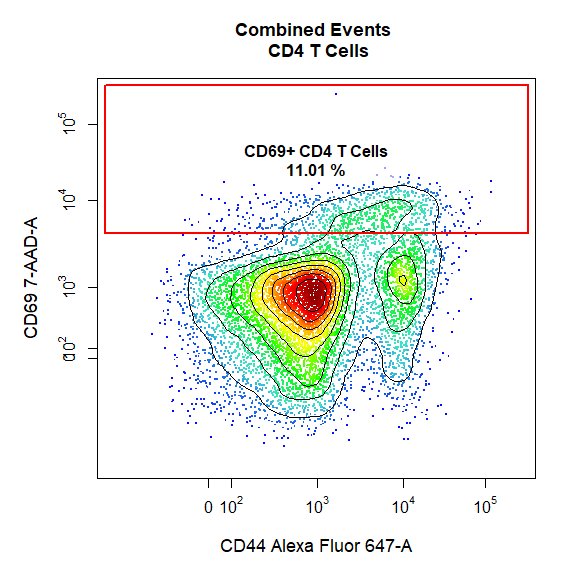 Combined Events
CD4 T Cells
CD69+ CD4 T Cells
11.01 %
CD69 7-AAD-A
10^5
10^4
10^3
10^2
0
0 10^2 10^3 10^4 10^5
CD44 Alexa Fluor 647-A